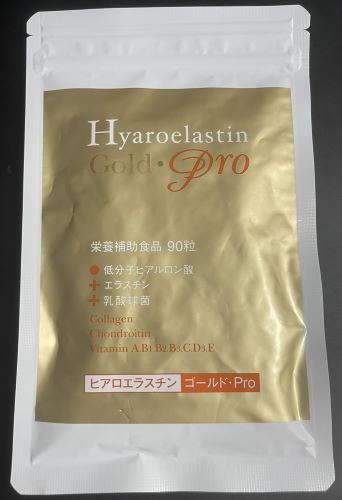 Hyaroelastin
Gold・Pro
栄養補助食品 90粒
● 低分子ヒアルロン酸
+ エラスチン
+ 乳酸球菌
Collagen
Chondroitin
Vitamin A.B1.B2.B6.C.D3.E
ヒアロエラスチン ゴールド・Pro